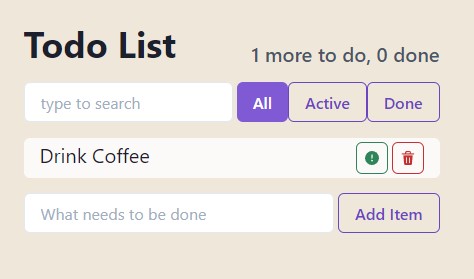 Todo List
1 more to do, 0 done
type to search
All
Active
Done
Drink Coffee
What needs to be done
Add Item